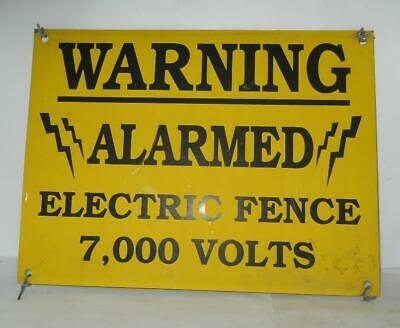 WARNING
ALARMED
ELECTRIC FENCE
7,000 VOLTS